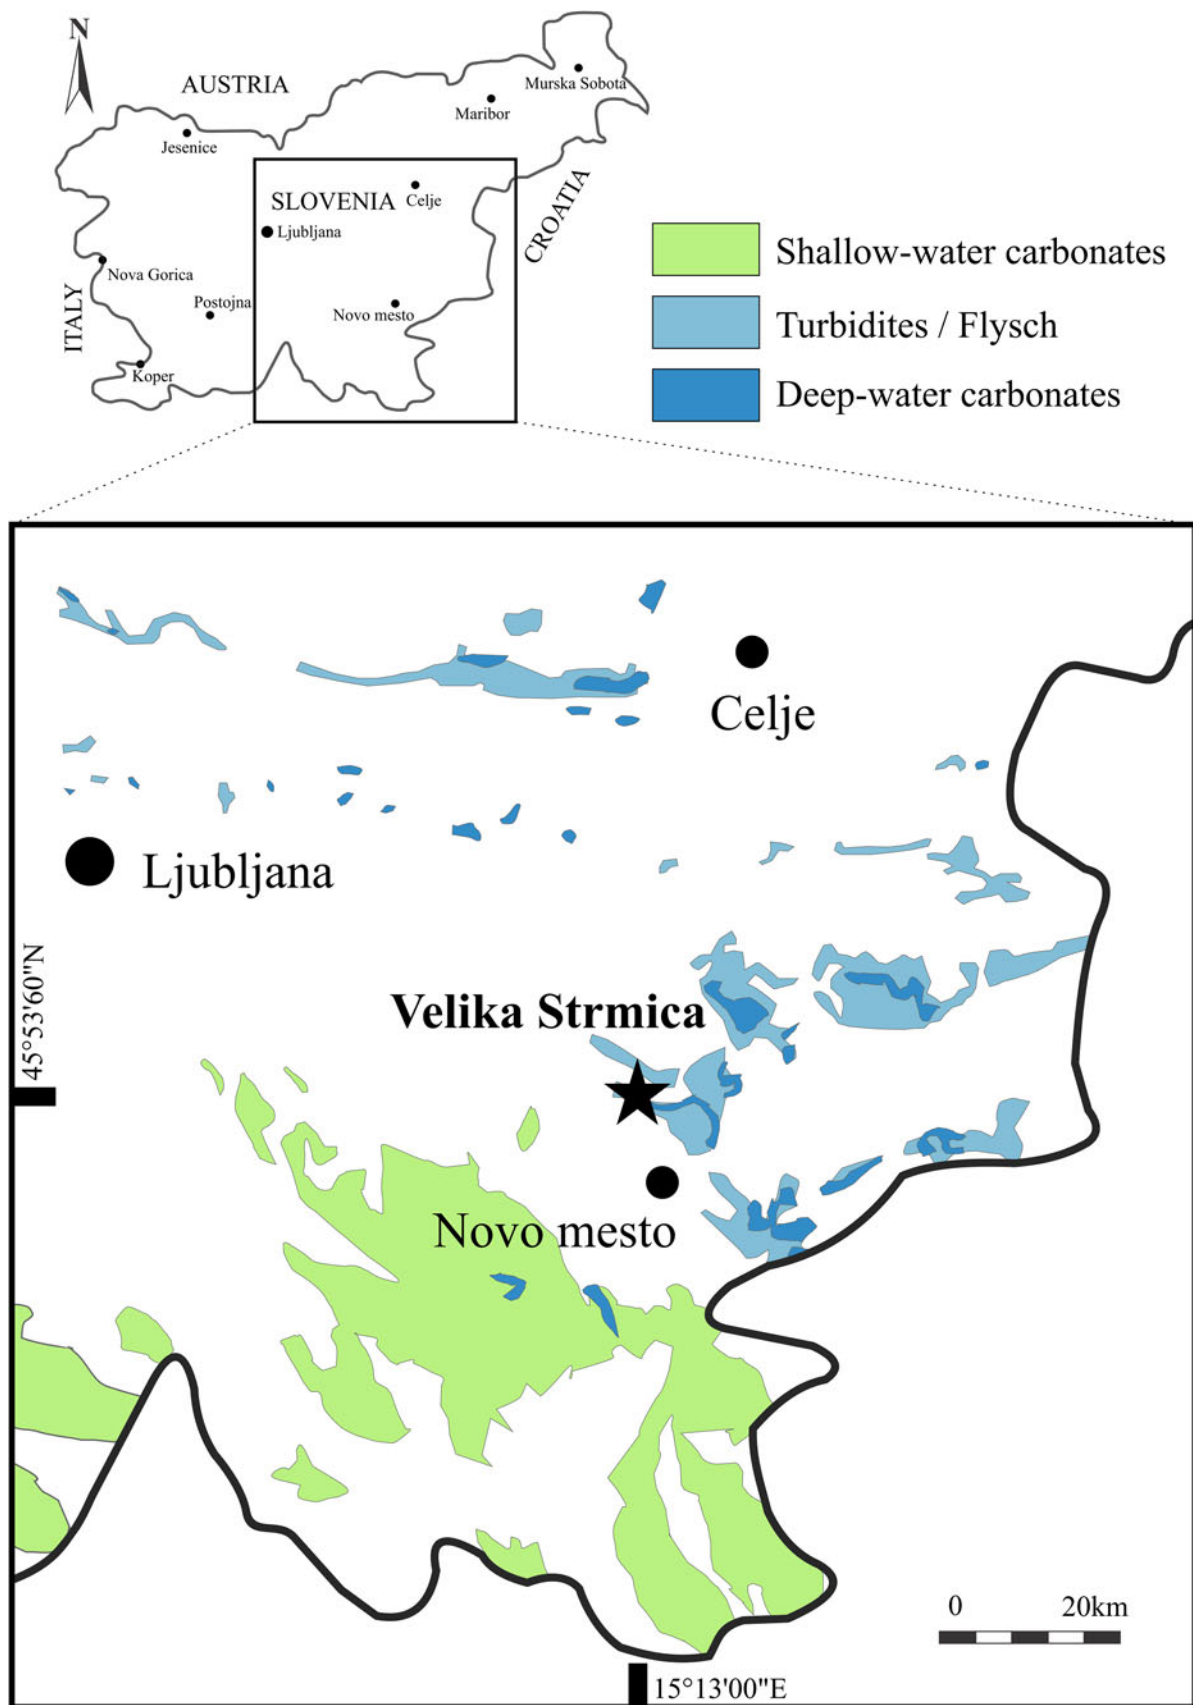 N
AUSTRIA
Murska Sobota
Maribor
Jesenice
SLOVENIA
Celje
CROATIA
Ljubljana
Nova Gorica
Postojna
Novo mesto
ITALY
Koper
Shallow-water carbonates
Turbidites / Flysch
Deep-water carbonates
Celje
Ljubljana
45°53'60"N
Velika Strmica
Novo mesto
0 20km
15°13'00"E